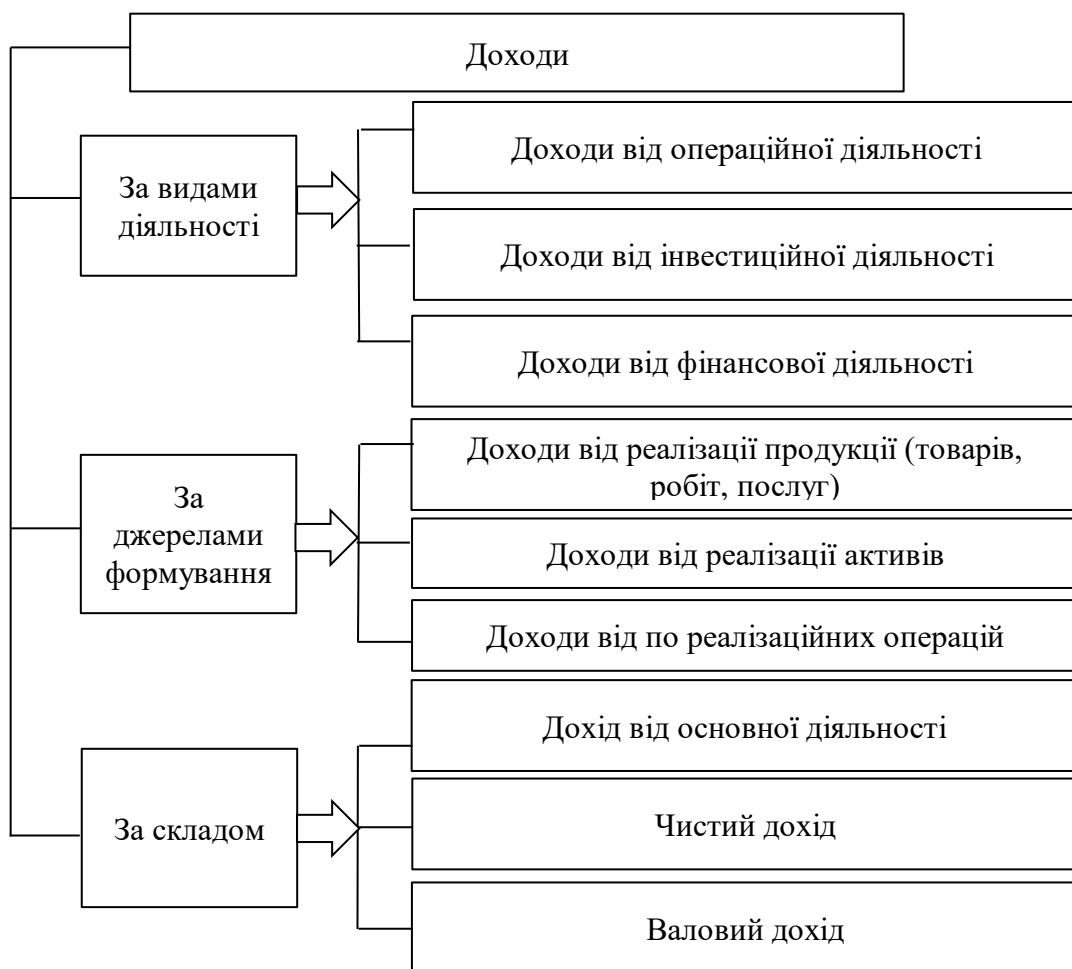 Доходи
За видами
діяльності
Доходи від операційної діяльності
Доходи від інвестиційної діяльності
Доходи від фінансової діяльності
За
джерелами
формування
Доходи від реалізації продукції (товарів,
робіт, послуг)
Доходи від реалізації активів
Доходи від по реалізаційних операцій
За складом
Дохід від основної діяльності
Чистий дохід
Валовий дохід